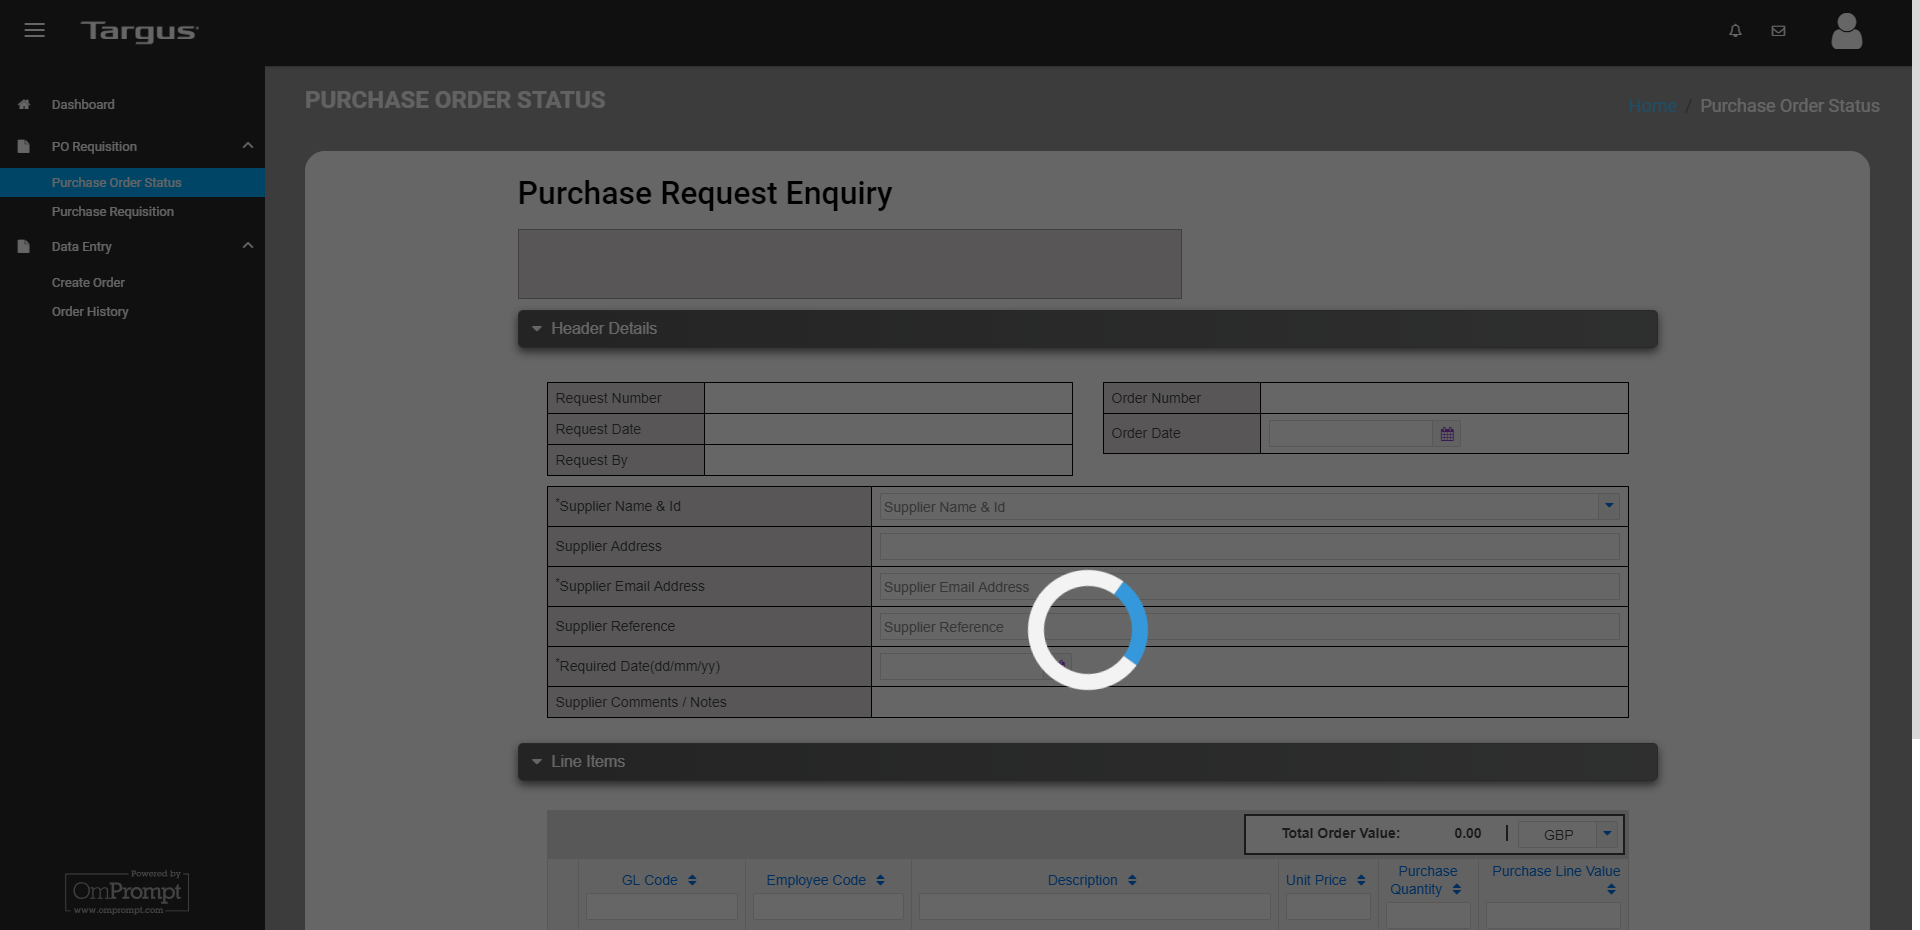 Targus
Dashboard
PO Requisition
Purchase Order Status
Purchase Requisition
Data Entry
Create Order
Order History
Powered by
OmPrompt
www.omprompt.com
PURCHASE ORDER STATUS
Home / Purchase Order Status
Purchase Request Enquiry
Header Details
Request Number
Request Date
Request By
Order Number
Order Date
*Supplier Name & Id
Supplier Name & Id
Supplier Address
*Supplier Email Address
Supplier Email Address
Supplier Reference
Supplier Reference
*Required Date(dd/mm/yy)
Supplier Comments / Notes
Line Items
Total Order Value: 0.00 | GBP
GL Code
Employee Code
Description
Unit Price
Purchase
Quantity
Purchase Line Value